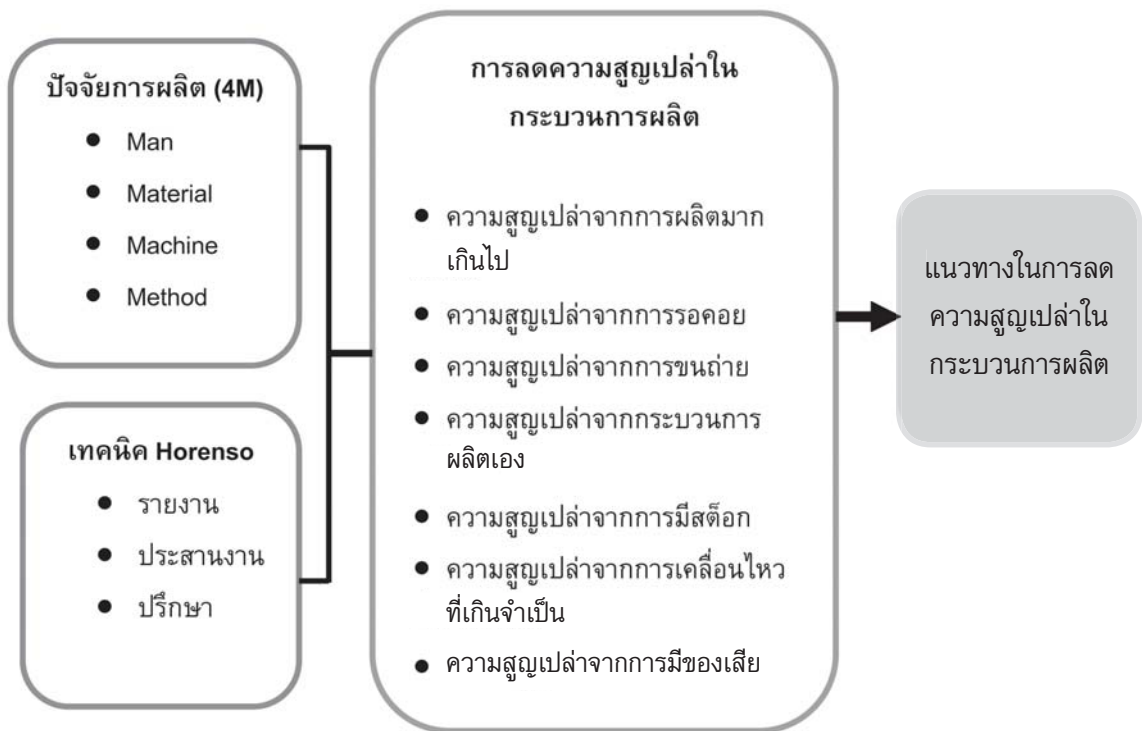 ปัจจัยการผลิต (4M)
● Man
● Material
● Machine
● Method
เทคนิค Horenso
● รายงาน
● ประสานงาน
● ปรึกษา
การลดความสูญเปล่าใน
กระบวนการผลิต
● ความสูญเปล่าจากการผลิตมาก
เกินไป
● ความสูญเปล่าจากการรอคอย
● ความสูญเปล่าจากการขนถ่าย
● ความสูญเปล่าจากกระบวนการ
ผลิตเอง
● ความสูญเปล่าจากการมีสต็อก
● ความสูญเปล่าจากการเคลื่อนไหว
ที่เกินจำเป็น
● ความสูญเปล่าจากการมีของเสีย
แนวทางในการลด
ความสูญเปล่าใน
กระบวนการผลิต